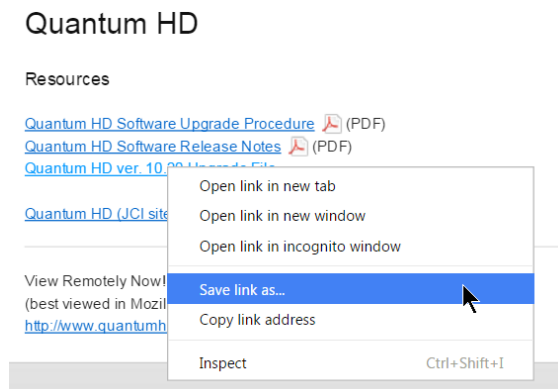 Quantum HD
Resources
Quantum HD Software Upgrade Procedure (PDF)
Quantum HD Software Release Notes (PDF)
Quantum HD ver. Upgrade File
Open link in new tab
Quantum HD (JCI site
Open link in new window
Open link in incognito window
View Remotely Now!
Save link as...
(best viewed in Mozil
Copy link address
http://www.quantumh
Inspect Ctrl+Shift+I